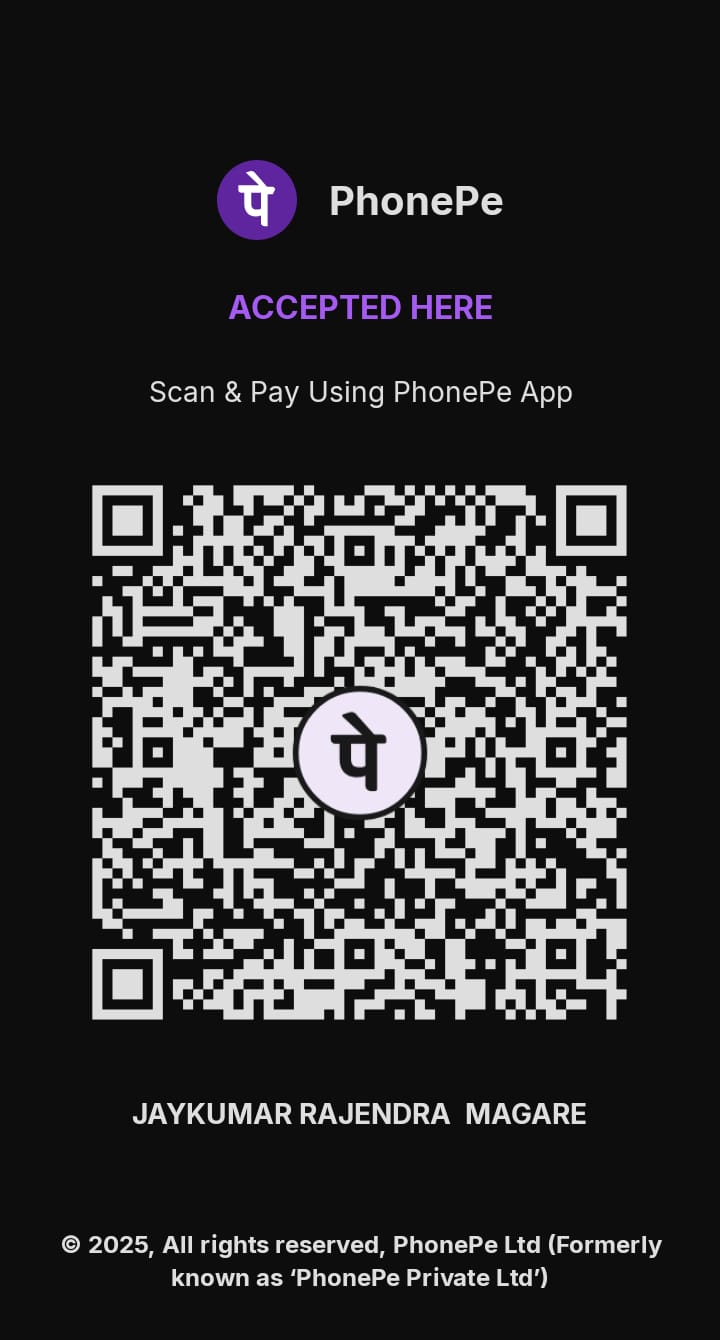 पे PhonePe
ACCEPTED HERE
Scan & Pay Using PhonePe App
पे
JAYKUMAR RAJENDRA  MAGARE
© 2025, All rights reserved, PhonePe Ltd (Formerly
known as ‘PhonePe Private Ltd’)